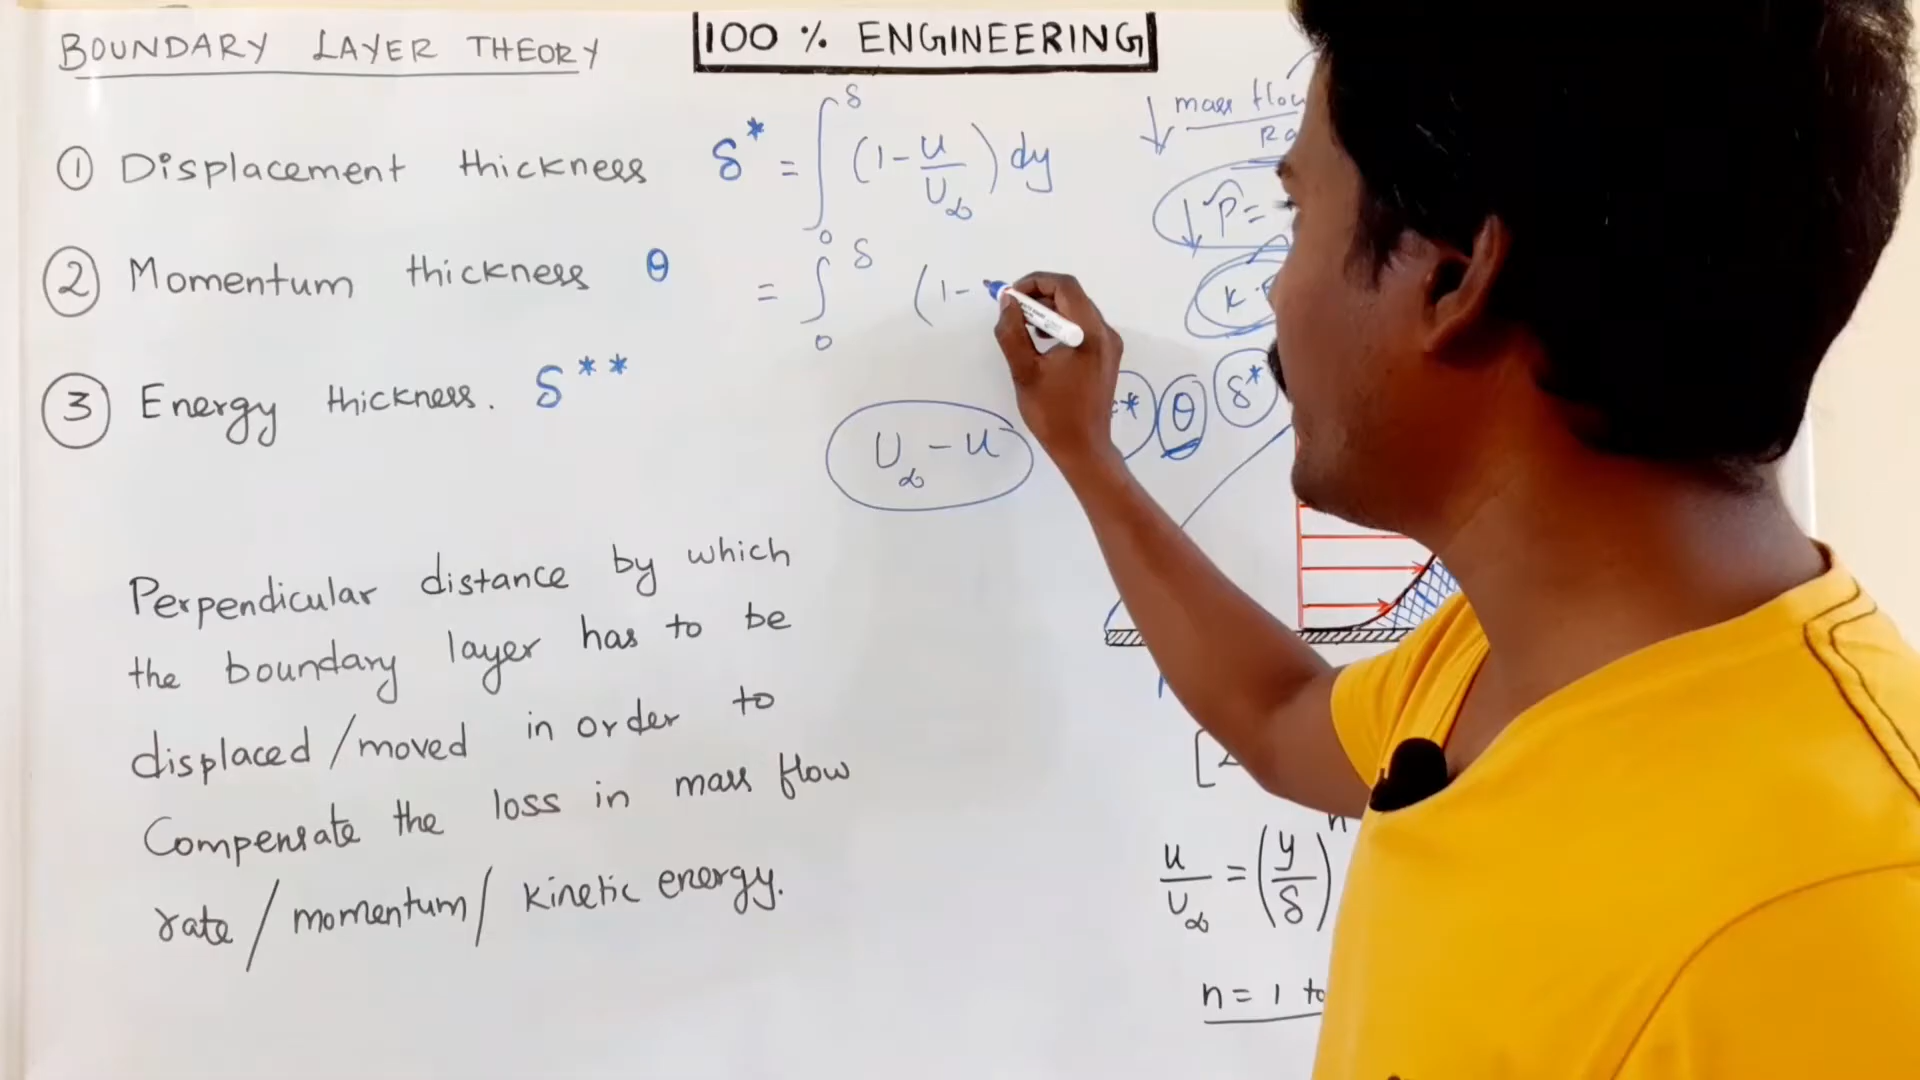 BOUNDARY LAYER THEORY
100 % ENGINEERING
① Displacement thickness δ* = ∫₀^δ (1 - u/U∞) dy
② Momentum thickness θ = ∫₀^δ (1 -
③ Energy thickness. δ**
U∞ - u
Perpendicular distance by which
the boundary layer has to be
displaced/moved in order to
Compensate the loss in mass flow
rate / momentum / kinetic energy.
↓ mass flow
↓ P =
K.
* θ δ*
u/U∞ = (y/δ)^n
n = 1 to